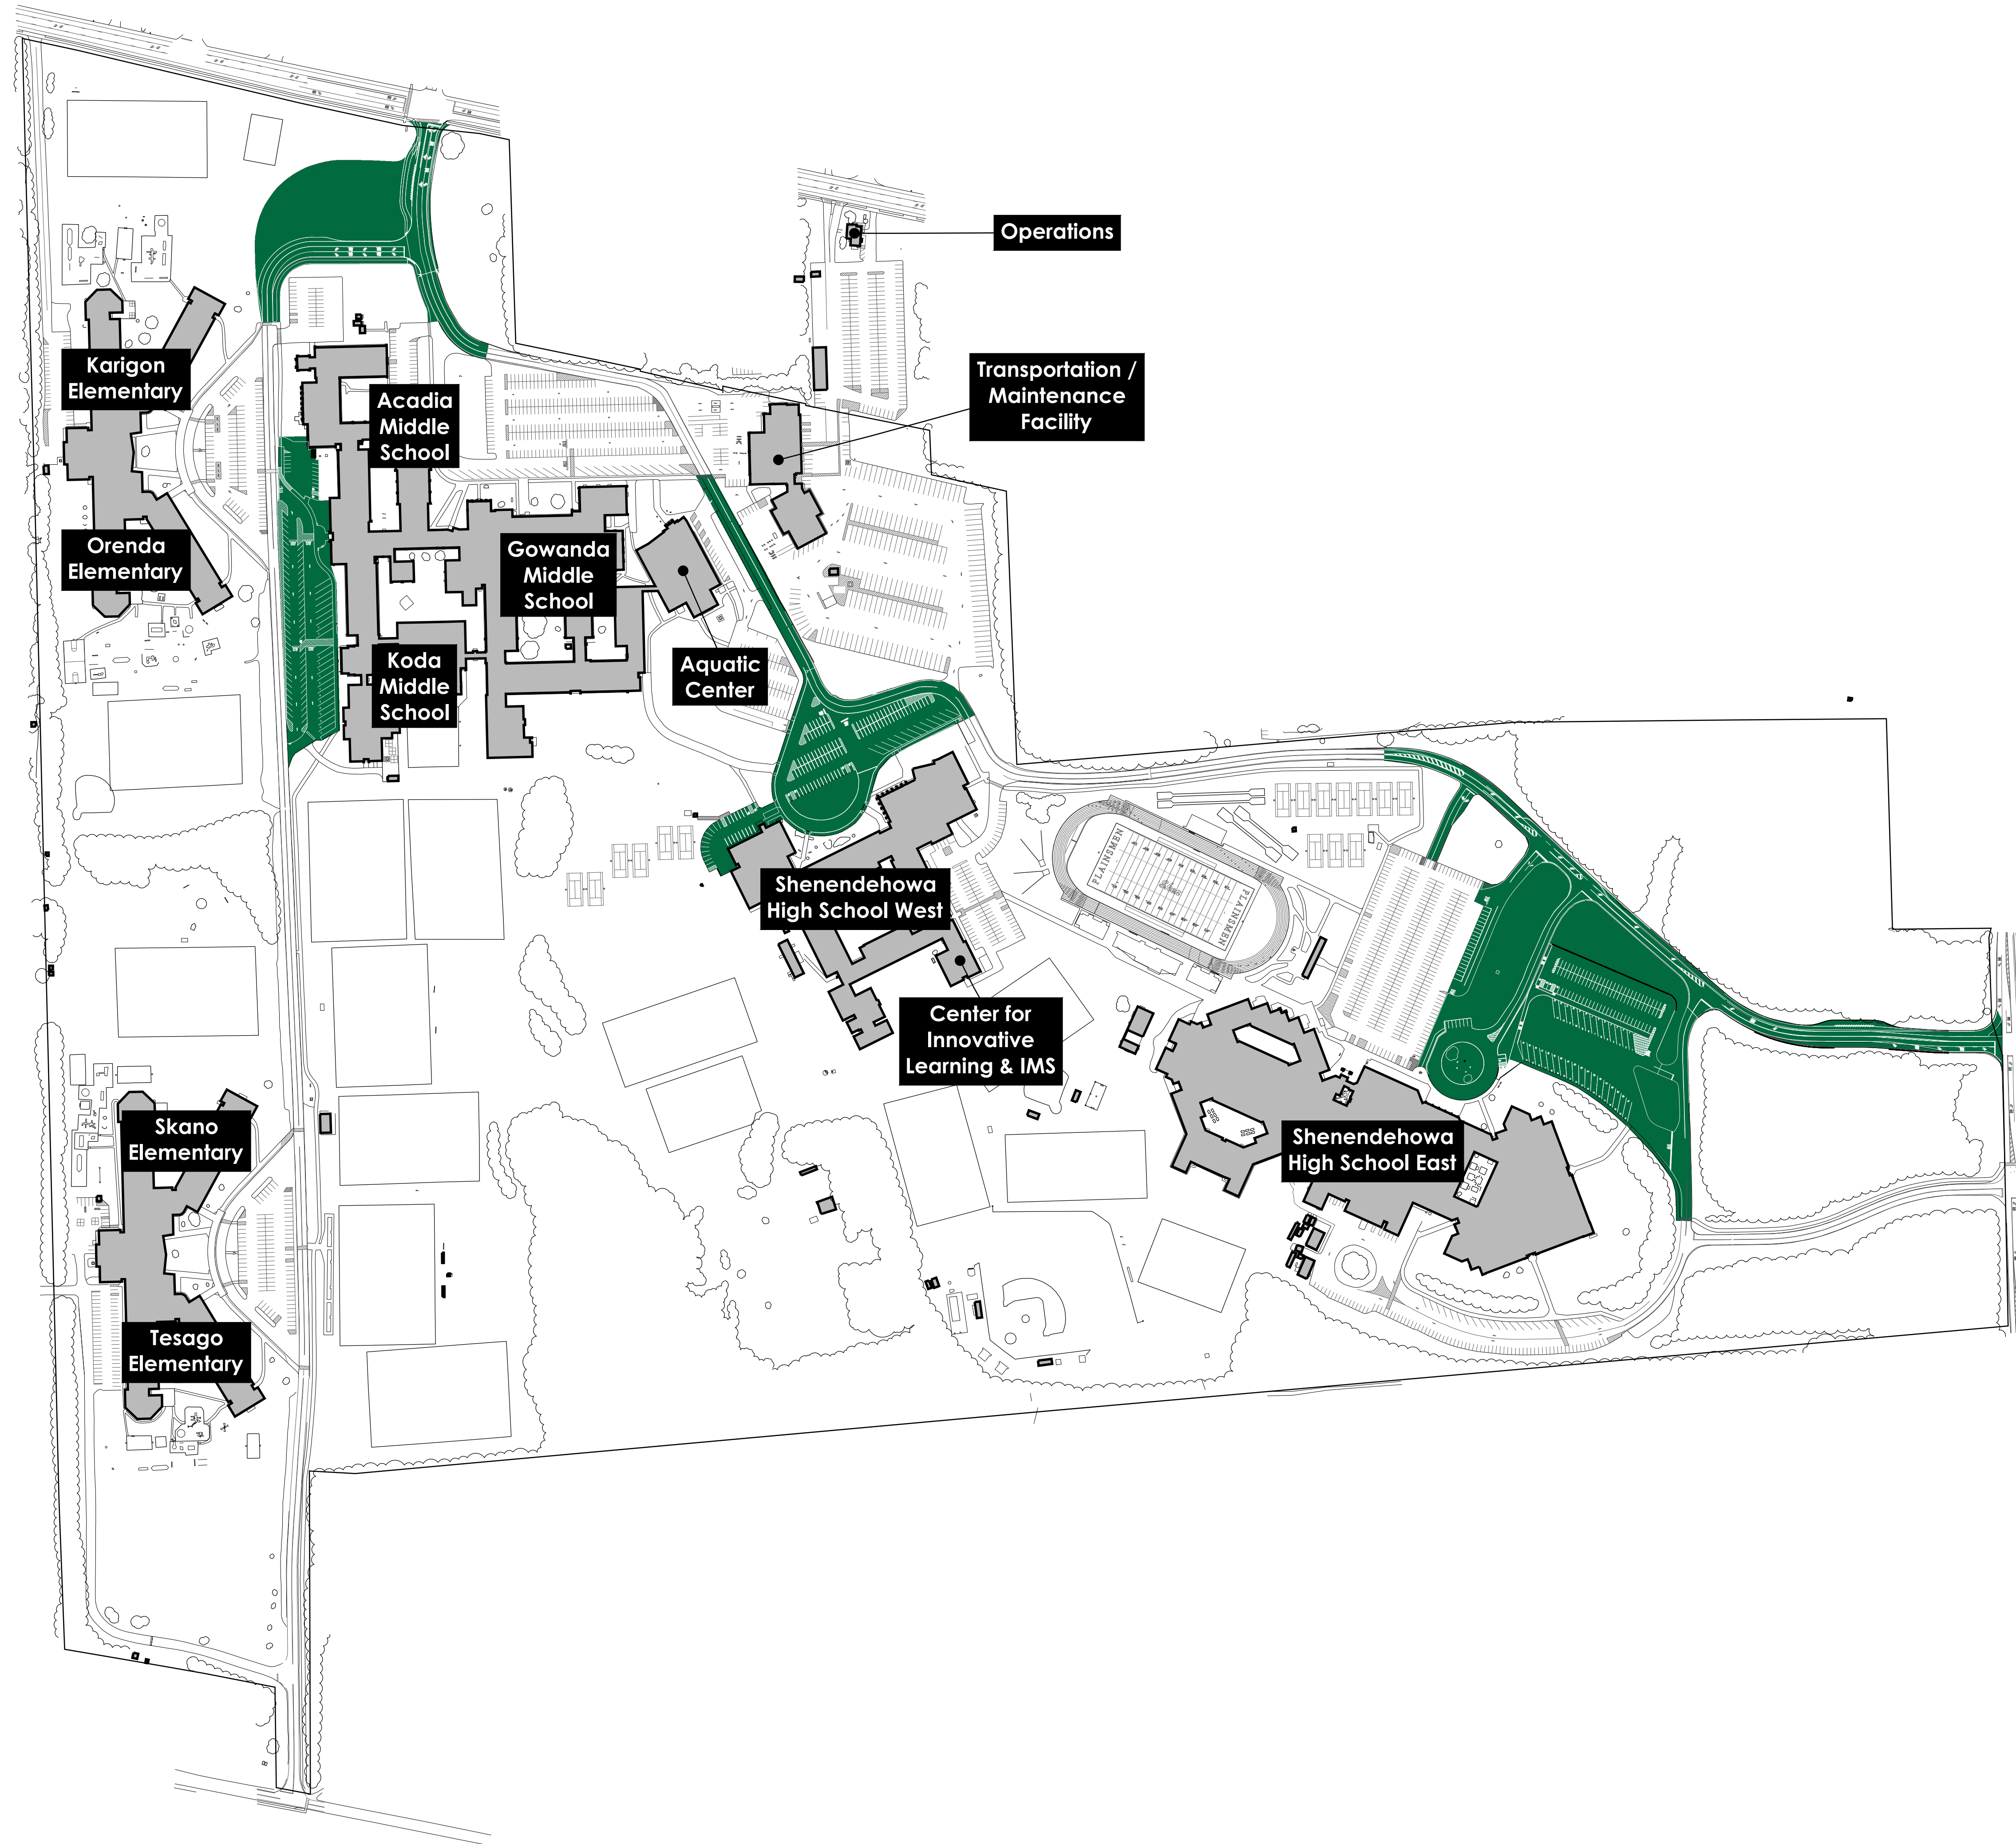 Operations
Karigon
Elementary
Transportation /
Maintenance
Facility
Acadia
Middle
School
Orenda
Elementary
Gowanda
Middle
School
Koda
Middle
School
Aquatic
Center
PLAINSMEN
PLAINSMEN
Shenendehowa
High School West
Center for
Innovative
Learning & IMS
Skano
Elementary
Shenendehowa
High School East
Tesago
Elementary